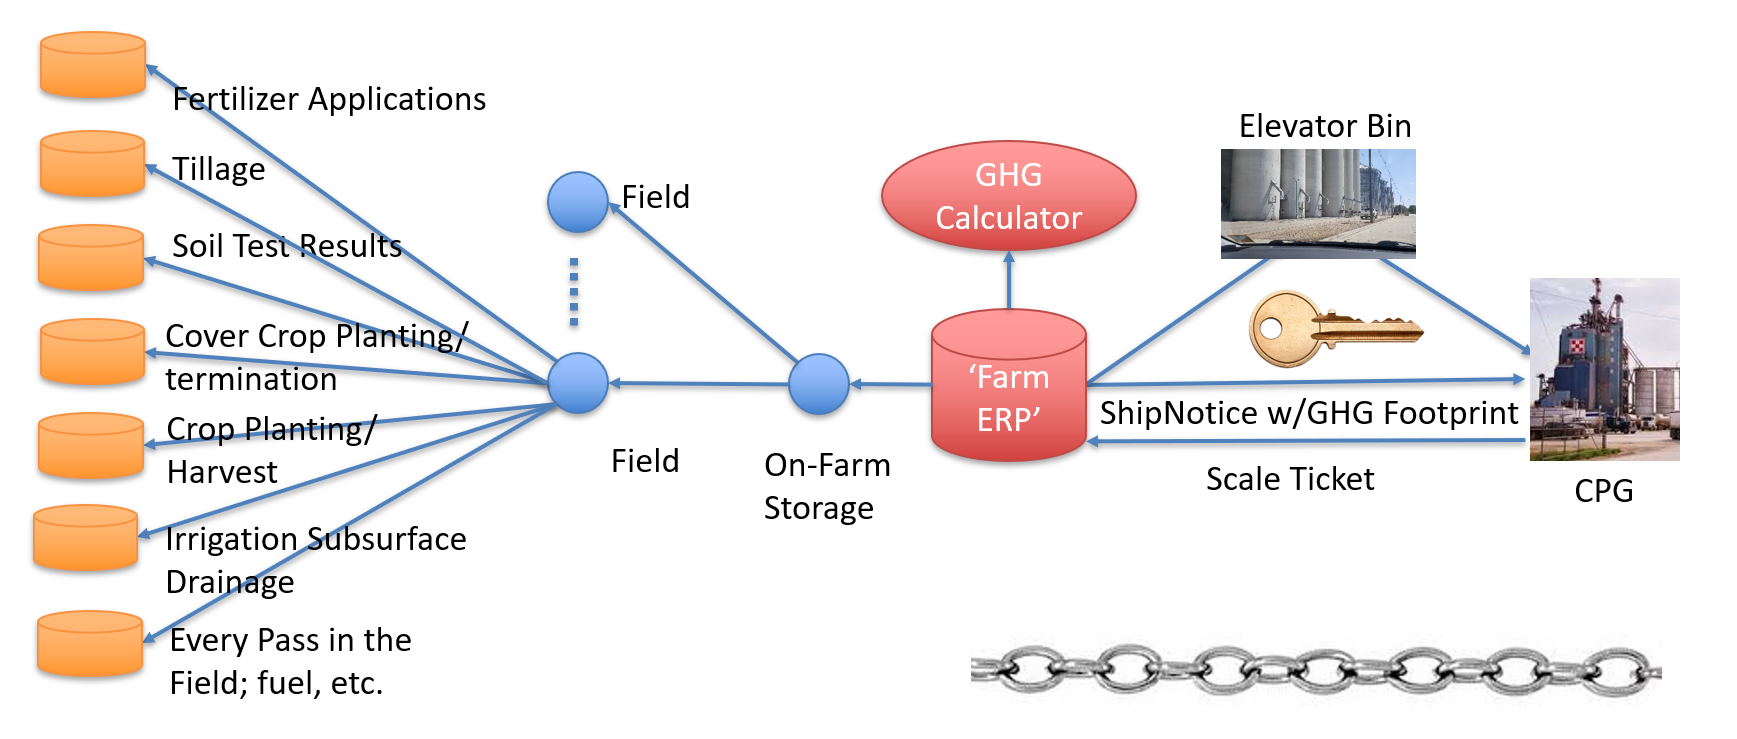 Fertilizer Applications
Tillage
Soil Test Results
Cover Crop Planting/
termination
Crop Planting/
Harvest
Irrigation Subsurface
Drainage
Every Pass in the
Field; fuel, etc.
Field
Field
On-Farm
Storage
GHG
Calculator
‘Farm
ERP’
Elevator Bin
ShipNotice w/GHG Footprint
Scale Ticket
CPG